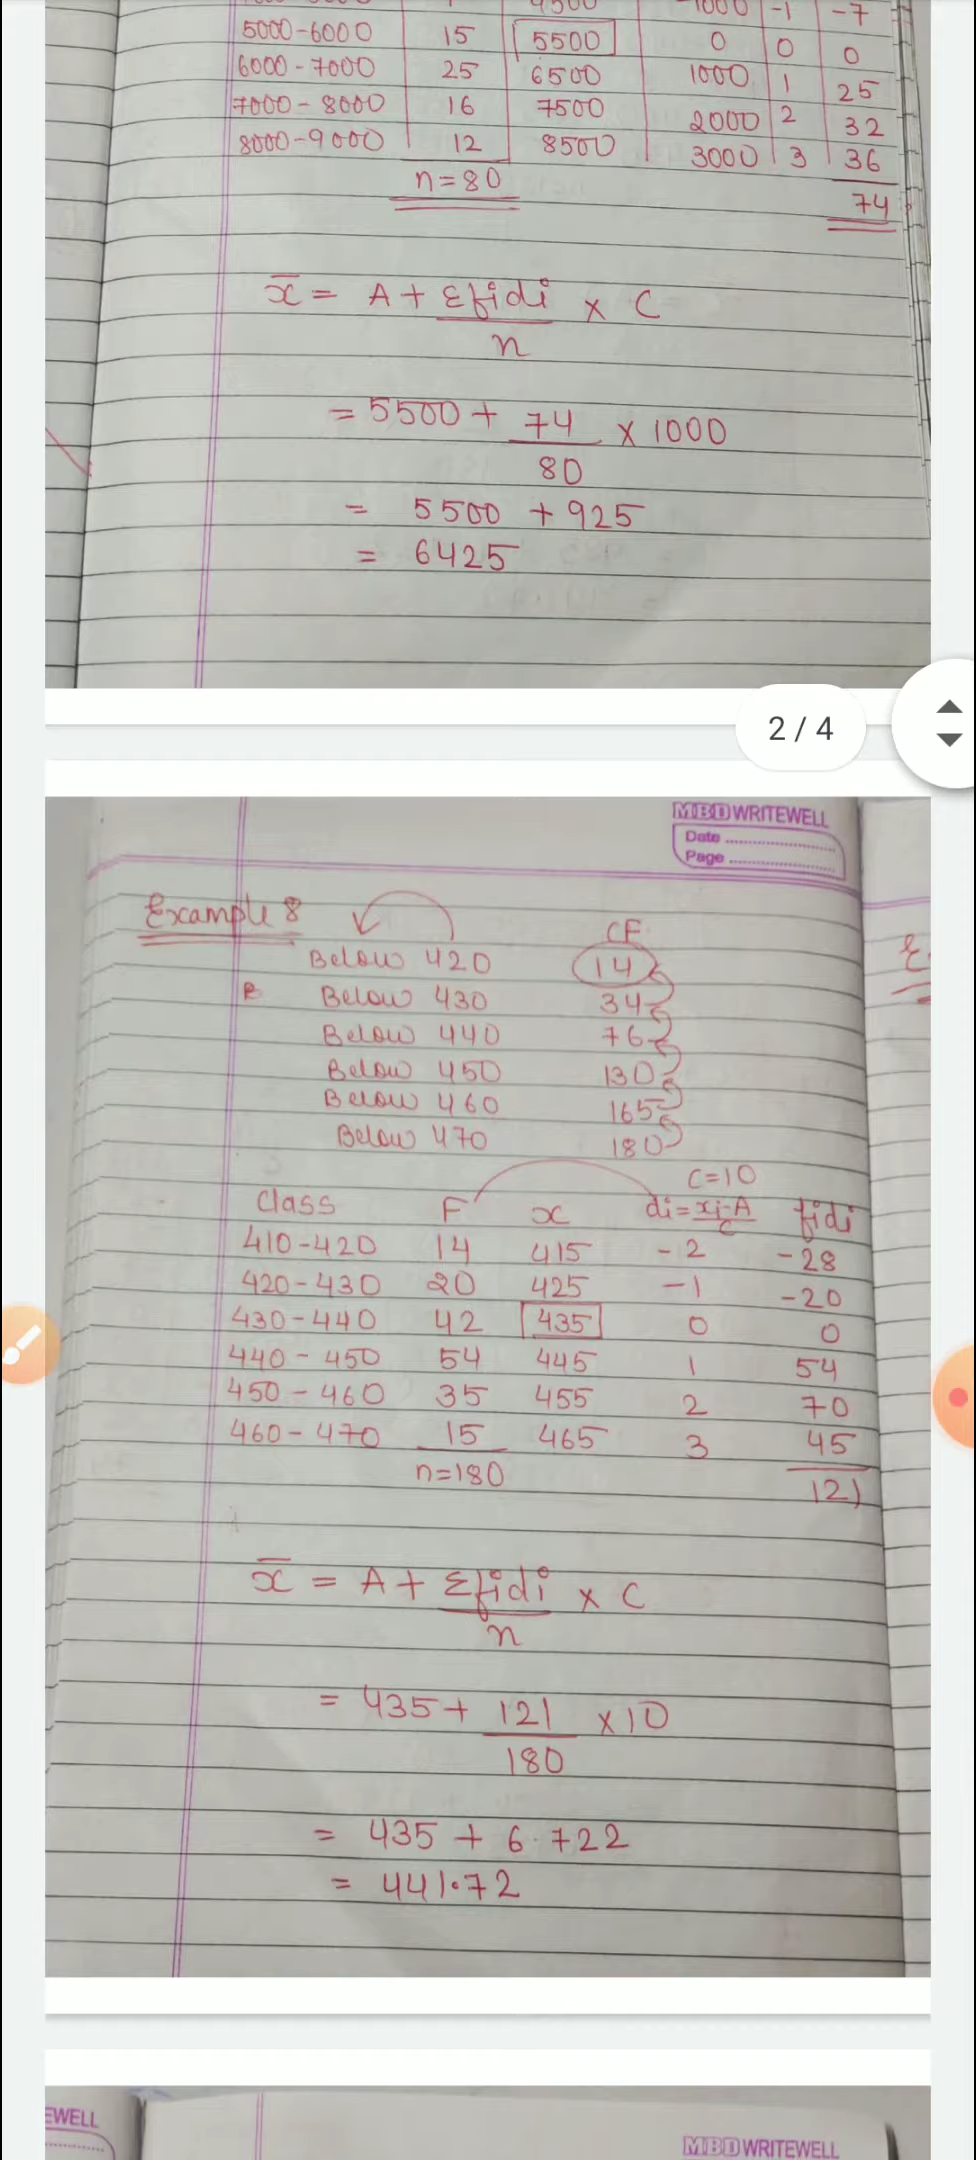 -1000 -1 -7
5000-6000 15 5500 0 0 0
6000-7000 25 6500 1000 1 25
7000-8000 16 7500 2000 2 32
8000-9000 12 8500 3000 3 36
n=80
74
x̄ = A + Σfidi × C
n
= 5500 + 74 × 1000
80
= 5500 + 925
= 6425
2 / 4
MBD WRITEWELL
Date
Page
Example 8
CF
Below 420 14
B Below 430 34
Below 440 76
Below 450 130
Below 460 165
Below 470 180
C=10
Class F x di=xi-A fidi
C
410-420 14 415 -2 -28
420-430 20 425 -1 -20
430-440 42 435 0 0
440-450 54 445 1 54
450-460 35 455 2 70
460-470 15 465 3 45
n=180 121
x̄ = A + Σfidi × C
n
= 435 + 121 × 10
180
= 435 + 6.722
= 441.72
EWELL
MBD WRITEWELL